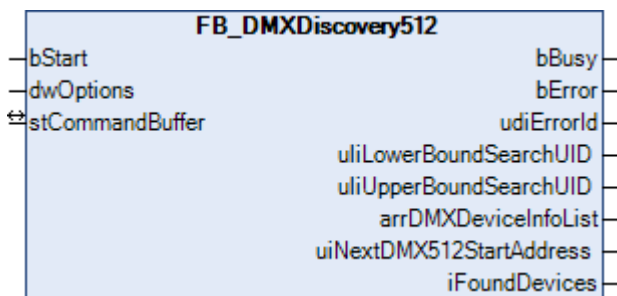 FB_DMXDiscovery512
bStart bBusy
dwOptions bError
stCommandBuffer udiErrorId
uliLowerBoundSearchUID
uliUpperBoundSearchUID
arrDMXDeviceInfoList
uiNextDMX512StartAddress
iFoundDevices